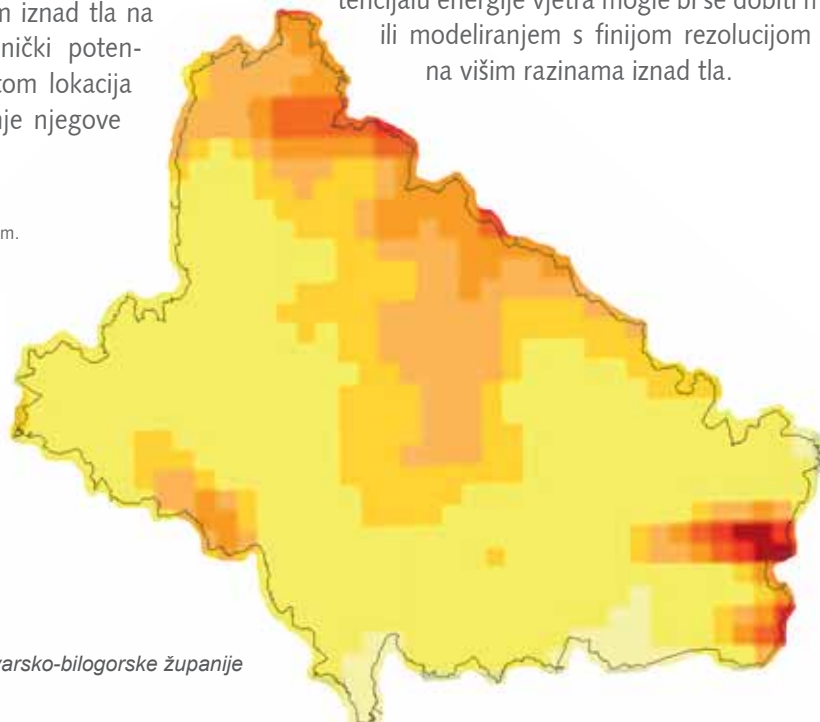 iznad tla na
nički poten-
tom lokacija
nje njegove
m.
tencijalu energije vjetra mogle bi se dobiti
ili modeliranjem s finijom rezolucijom
na višim razinama iznad tla.
varsko-bilogorske županije